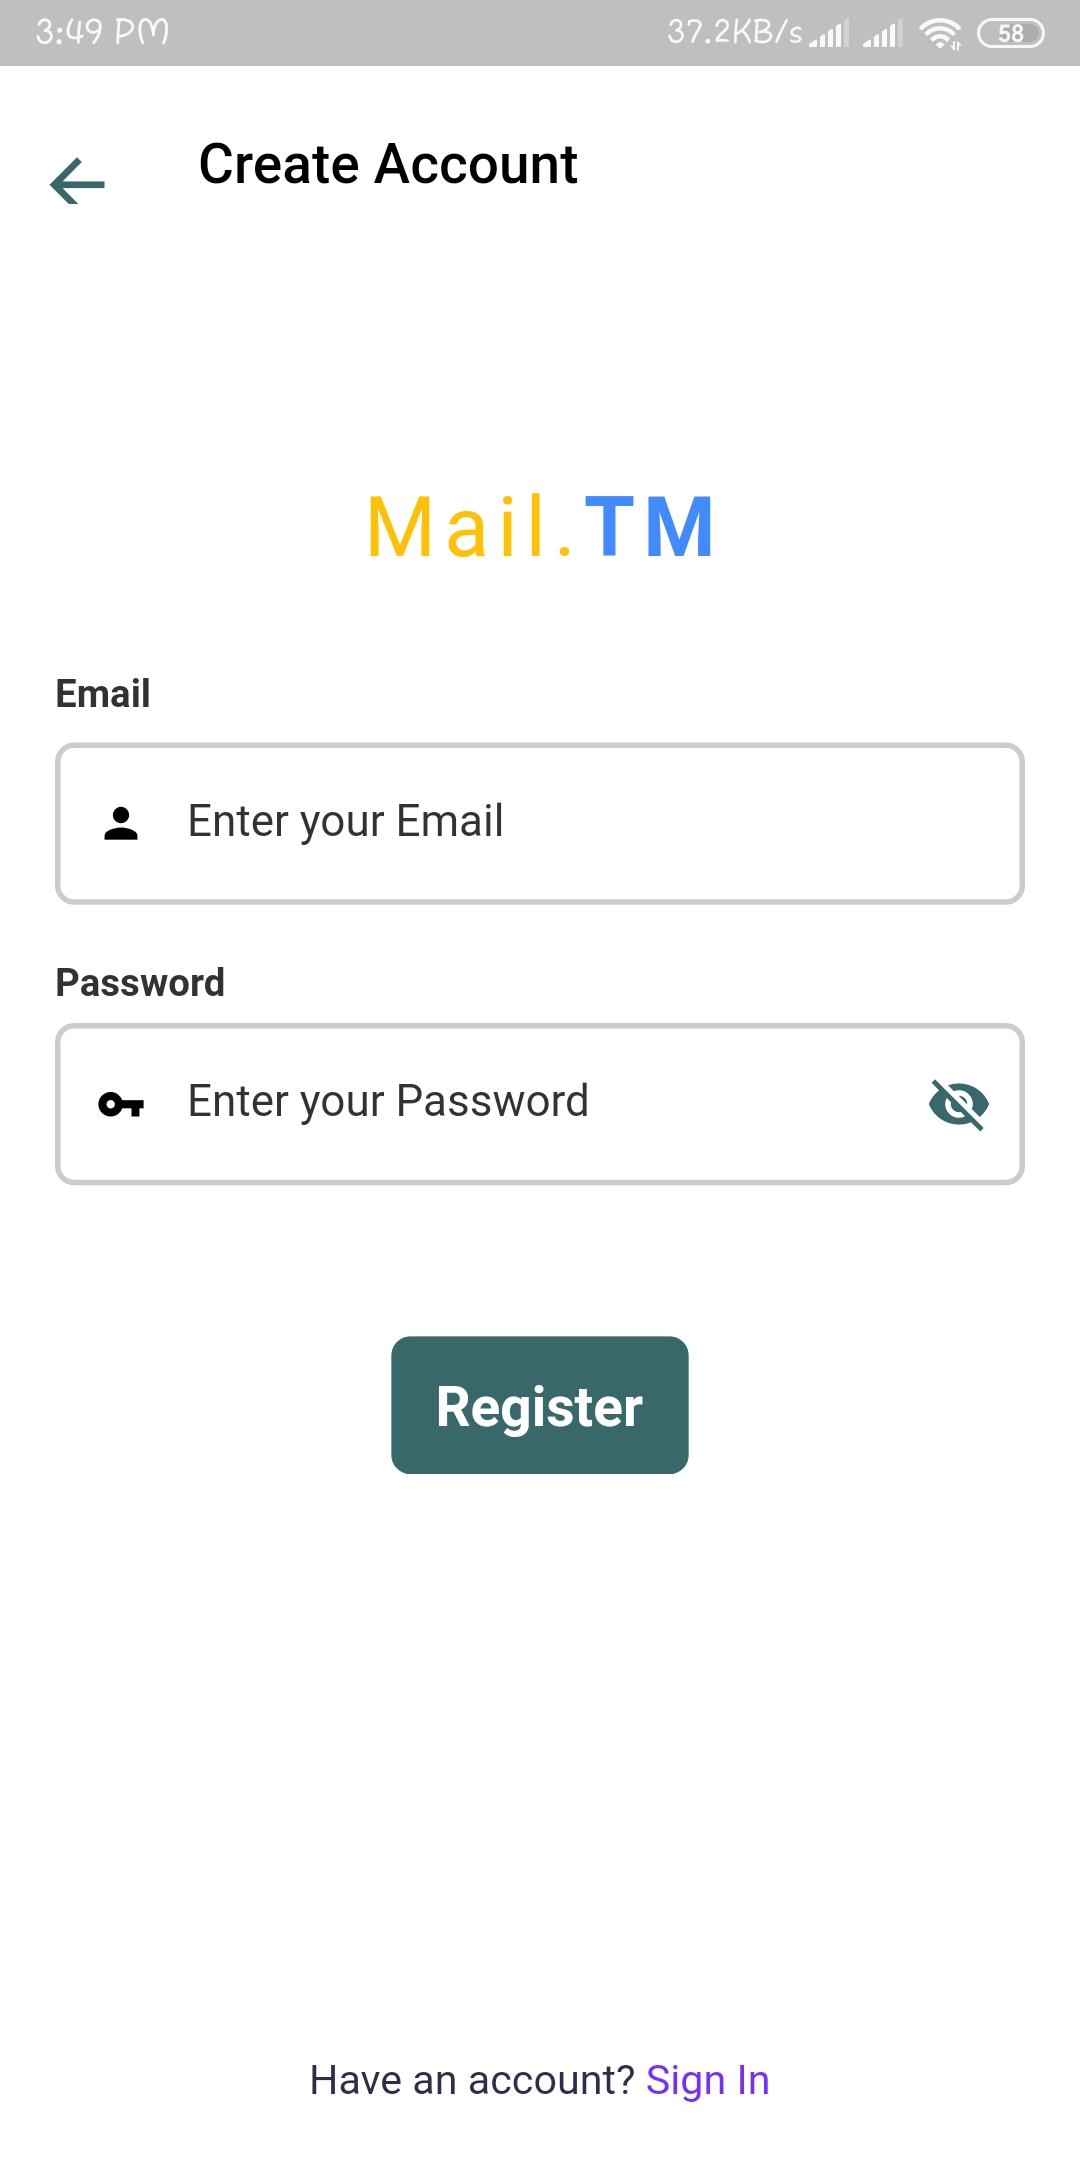 3:49 PM 37.2KB/s 58
Create Account
Mail.TM
Email
Enter your Email
Password
Enter your Password
Register
Have an account? Sign In